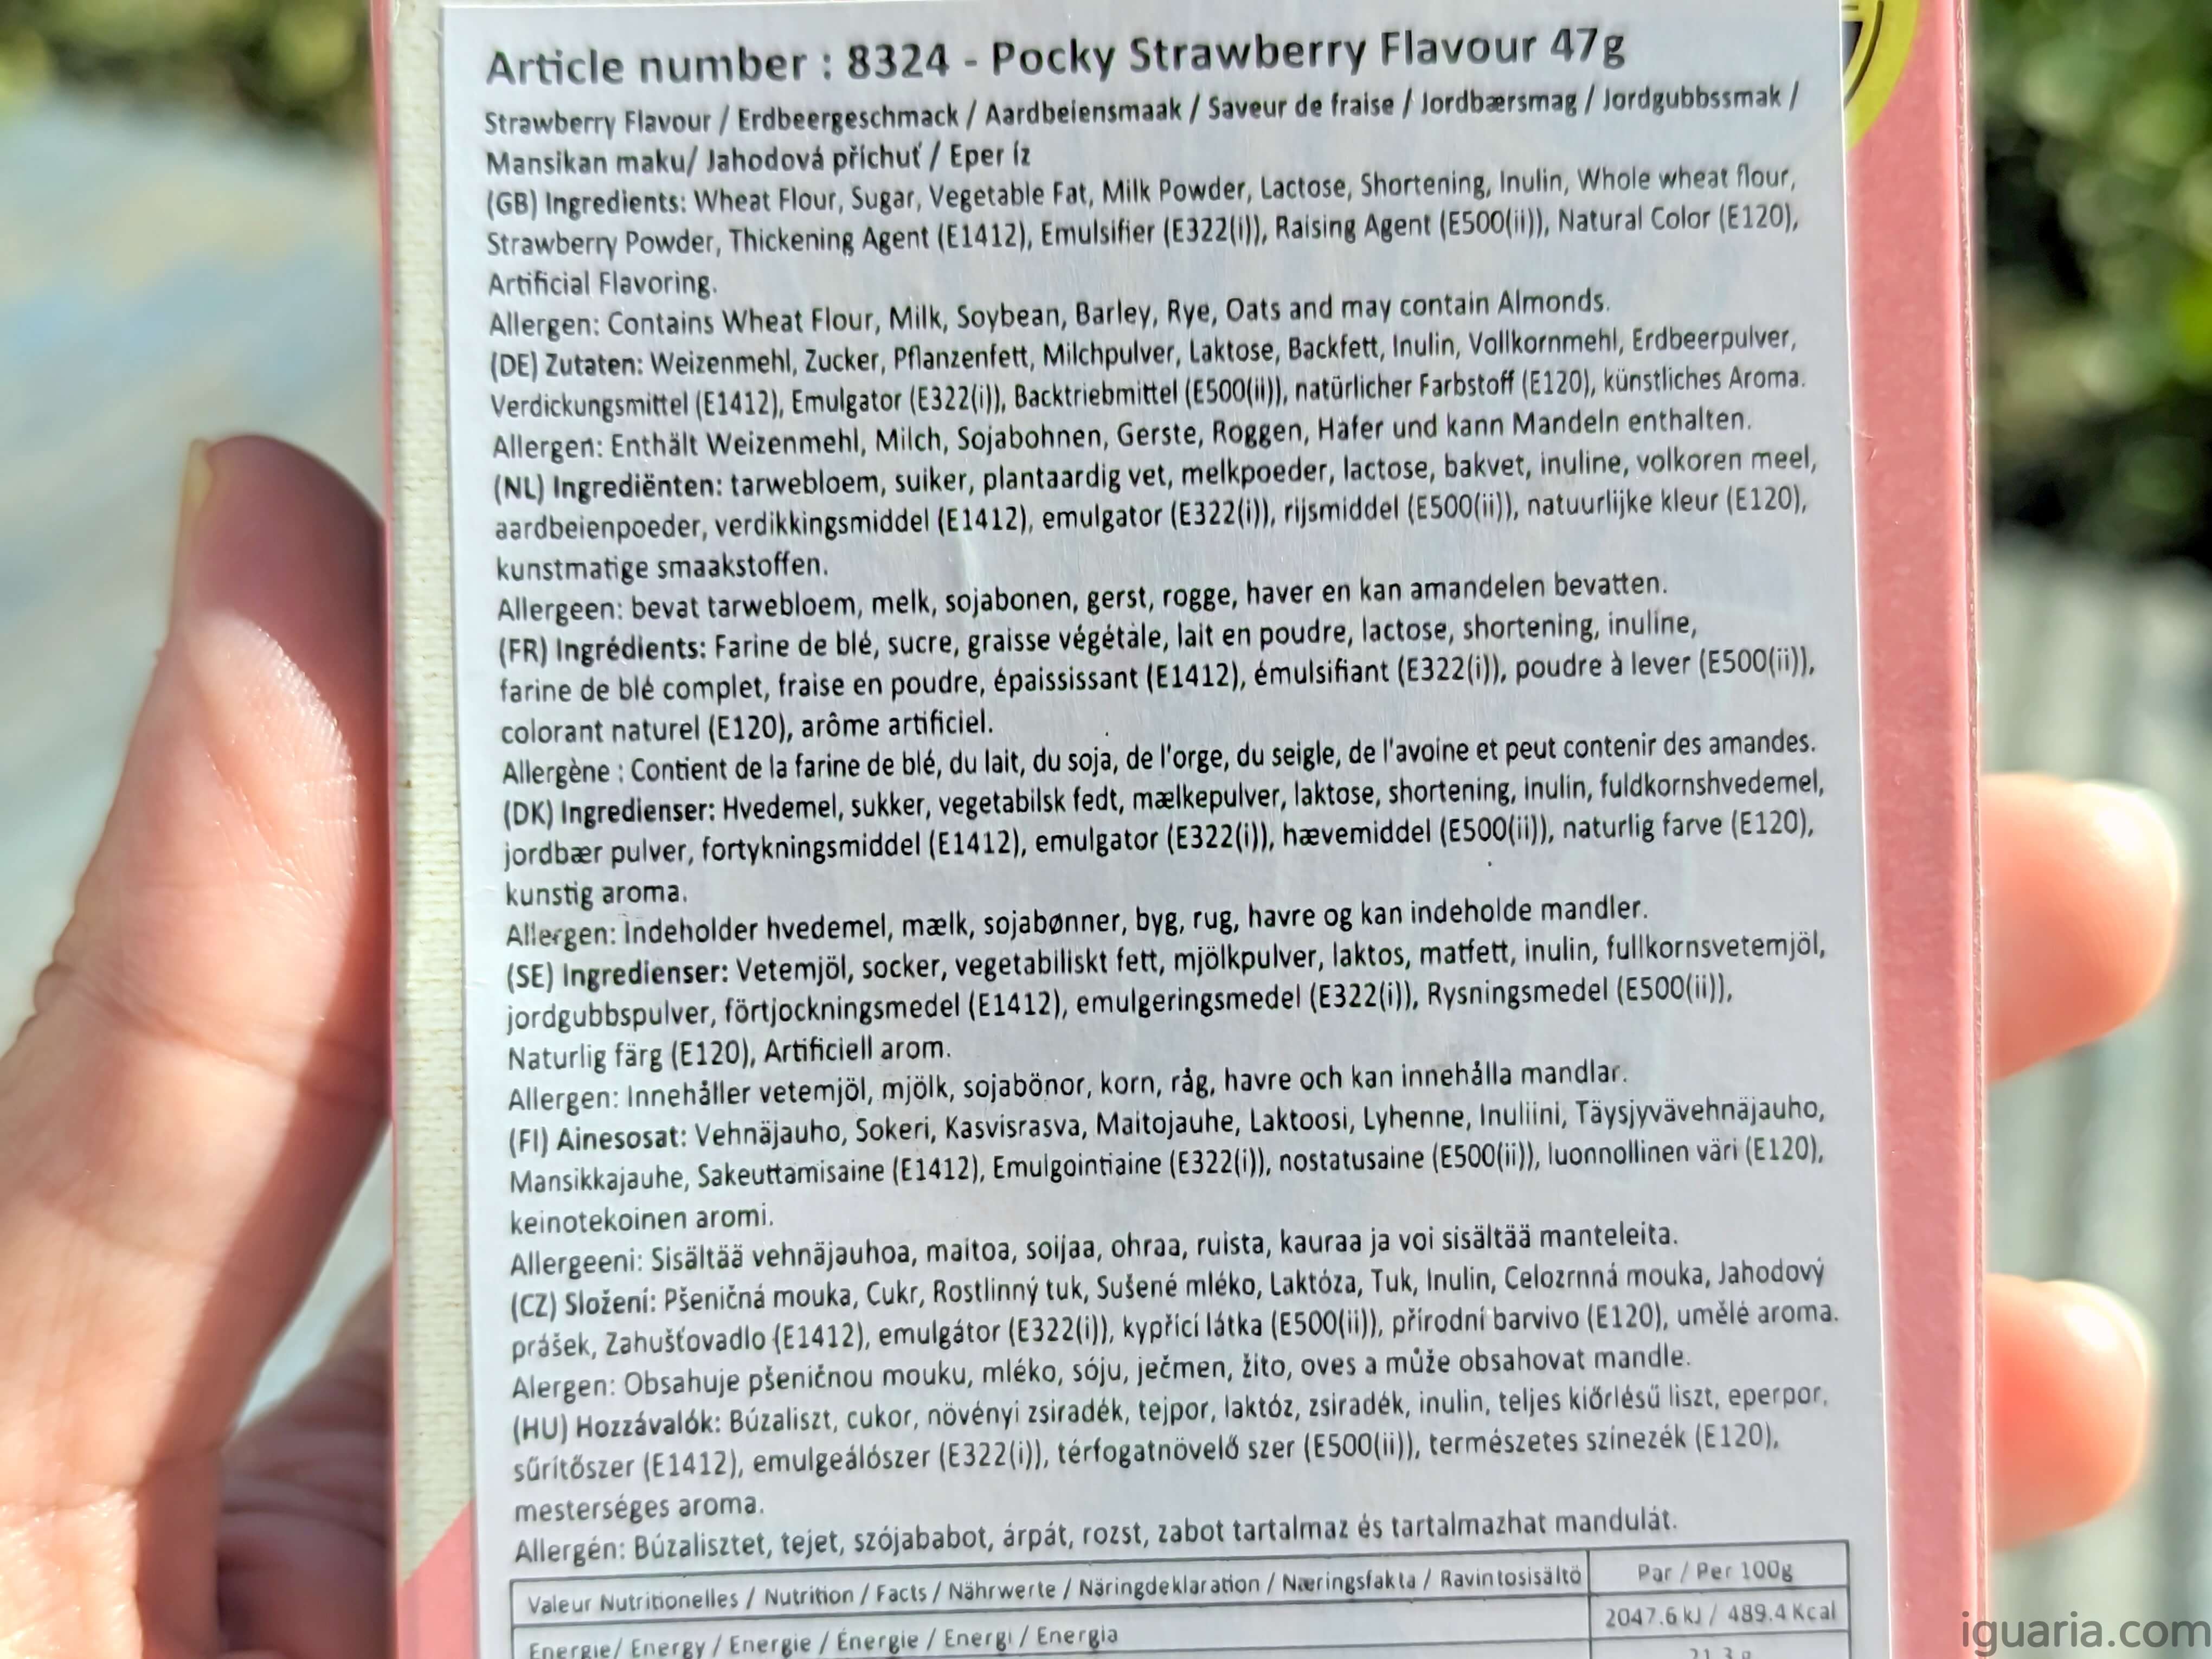 Article number : 8324 - Pocky Strawberry Flavour 47g
Strawberry Flavour / Erdbeergeschmack / Aardbeiensmaak / Saveur de fraise / Jordbærsmag / Jordgubbssmak /
Mansikan maku/ Jahodová příchuť / Eper íz
(GB) Ingredients: Wheat Flour, Sugar, Vegetable Fat, Milk Powder, Lactose, Shortening, Inulin, Whole wheat flour,
Strawberry Powder, Thickening Agent (E1412), Emulsifier (E322(i)), Raising Agent (E500(ii)), Natural Color (E120),
Artificial Flavoring.
Allergen: Contains Wheat Flour, Milk, Soybean, Barley, Rye, Oats and may contain Almonds.
(DE) Zutaten: Weizenmehl, Zucker, Pflanzenfett, Milchpulver, Laktose, Backfett, Inulin, Vollkornmehl, Erdbeerpulver,
Verdickungsmittel (E1412), Emulgator (E322(i)), Backtriebmittel (E500(ii)), natürlicher Farbstoff (E120), künstliches Aroma.
Allergen: Enthält Weizenmehl, Milch, Sojabohnen, Gerste, Roggen, Hafer und kann Mandeln enthalten.
(NL) Ingrediënten: tarwebloem, suiker, plantaardig vet, melkpoeder, lactose, bakvet, inuline, volkoren meel,
aardbeienpoeder, verdikkingsmiddel (E1412), emulgator (E322(i)), rijsmiddel (E500(ii)), natuurlijke kleur (E120),
kunstmatige smaakstoffen.
Allergeen: bevat tarwebloem, melk, sojabonen, gerst, rogge, haver en kan amandelen bevatten.
(FR) Ingrédients: Farine de blé, sucre, graisse végétale, lait en poudre, lactose, shortening, inuline,
farine de blé complet, fraise en poudre, épaississant (E1412), émulsifiant (E322(i)), poudre à lever (E500(ii)),
colorant naturel (E120), arôme artificiel.
Allergène : Contient de la farine de blé, du lait, du soja, de l'orge, du seigle, de l'avoine et peut contenir des amandes.
(DK) Ingredienser: Hvedemel, sukker, vegetabilsk fedt, mælkepulver, laktose, shortening, inulin, fuldkornshvedemel,
jordbær pulver, fortykningsmiddel (E1412), emulgator (E322(i)), hævemiddel (E500(ii)), naturlig farve (E120),
kunstig aroma.
Allergen: Indeholder hvedemel, mælk, sojabønner, byg, rug, havre og kan indeholde mandler.
(SE) Ingredienser: Vetemjöl, socker, vegetabiliskt fett, mjölkpulver, laktos, matfett, inulin, fullkornsvetemjöl,
jordgubbspulver, förtjockningsmedel (E1412), emulgeringsmedel (E322(i)), Rysningsmedel (E500(ii)),
Naturlig färg (E120), Artificiell arom.
Allergen: Innehåller vetemjöl, mjölk, sojabönor, korn, råg, havre och kan innehålla mandlar.
(FI) Ainesosat: Vehnäjauho, Sokeri, Kasvisrasva, Maitojauhe, Laktoosi, Lyhenne, Inuliini, Täysjyvävehnäjauho,
Mansikkajauhe, Sakeuttamisaine (E1412), Emulgointiaine (E322(i)), nostatusaine (E500(ii)), luonnollinen väri (E120),
keinotekoinen aromi.
Allergeeni: Sisältää vehnäjauhoa, maitoa, soijaa, ohraa, ruista, kauraa ja voi sisältää manteleita.
(CZ) Složení: Pšeničná mouka, Cukr, Rostlinný tuk, Sušené mléko, Laktóza, Tuk, Inulin, Celozrnná mouka, Jahodový
prášek, Zahušťovadlo (E1412), emulgátor (E322(i)), kypřící látka (E500(ii)), přírodní barvivo (E120), umělé aroma.
Alergen: Obsahuje pšeničnou mouku, mléko, sóju, ječmen, žito, oves a může obsahovat mandle.
(HU) Hozzávalók: Búzaliszt, cukor, növényi zsiradék, tejpor, laktóz, zsiradék, inulin, teljes kiőrlésű liszt, eperpor,
sűrítőszer (E1412), emulgeálószer (E322(i)), térfogatnövelő szer (E500(ii)), természetes színezék (E120),
mesterséges aroma.
Allergén: Búzalisztet, tejet, szójababot, árpát, rozst, zabot tartalmaz és tartalmazhat mandulát.
Valeur Nutritionelles / Nutrition / Facts / Nährwerte / Näringdeklaration / Næringsfakta / Ravintosisältö Par / Per 100g
Energie/ Energy / Energie / Énergie / Energi / Energia 2047.6 kJ / 489.4 Kcal
21.3 g
iguaria.com